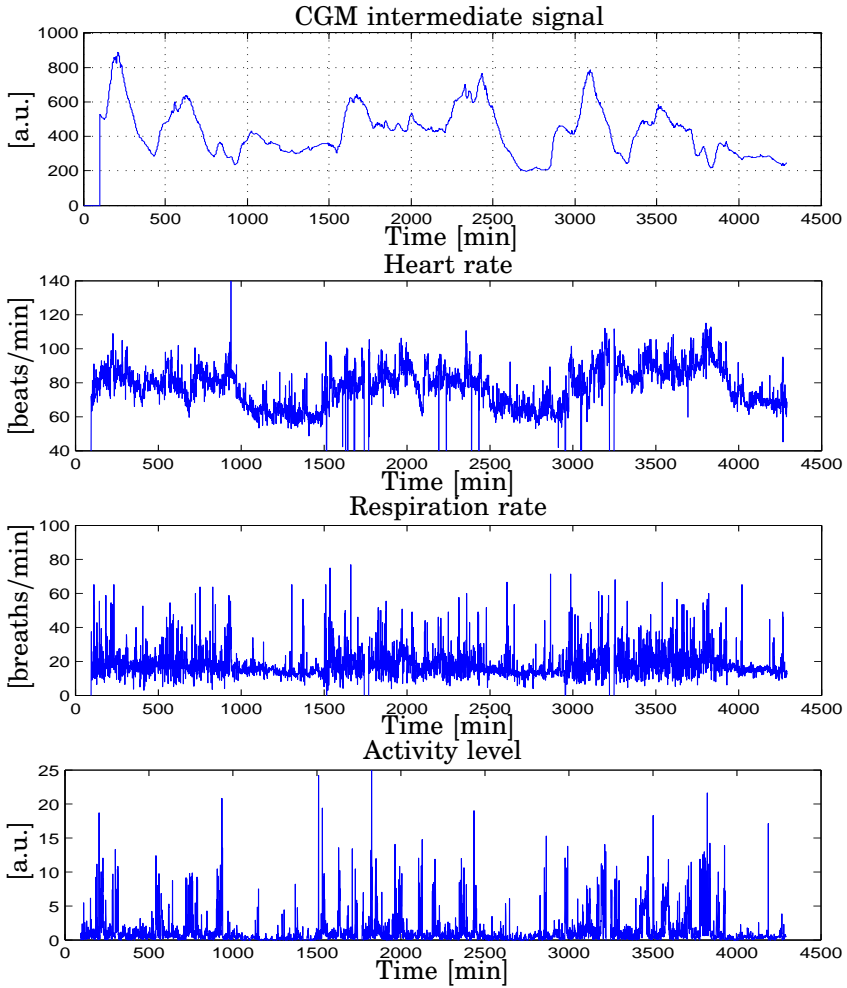 CGM intermediate signal
1000
800
600
400
200
0
[a.u.]
0 500 1000 1500 2000 2500 3000 3500 4000 4500
Time [min]
Heart rate
140
120
100
80
60
40
[beats/min]
0 500 1000 1500 2000 2500 3000 3500 4000 4500
Time [min]
Respiration rate
100
80
60
40
20
0
[breaths/min]
0 500 1000 1500 2000 2500 3000 3500 4000 4500
Time [min]
Activity level
25
20
15
10
5
0
[a.u.]
0 500 1000 1500 2000 2500 3000 3500 4000 4500
Time [min]